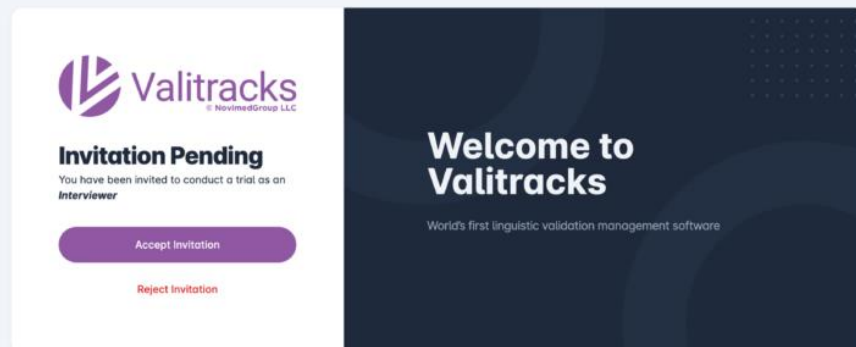 Valitracks
© NovimedGroup LLC
Invitation Pending
You have been invited to conduct a trial as an
Interviewer
Accept Invitation
Reject Invitation
Welcome to
Valitracks
World's first linguistic validation management software